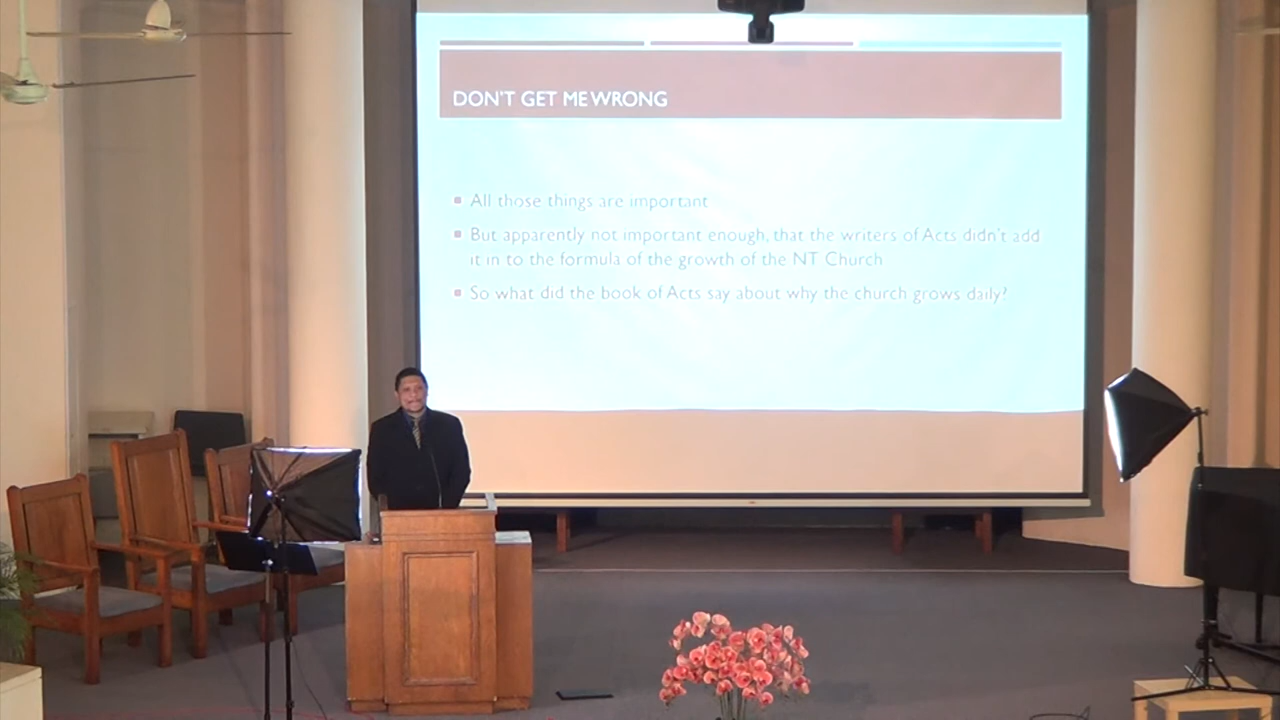 DON'T GET ME WRONG
All those things are important
But apparently not important enough, that the writers of Acts didn't add
it in to the formula of the growth of the NT Church
So what did the book of Acts say about why the church grows daily?